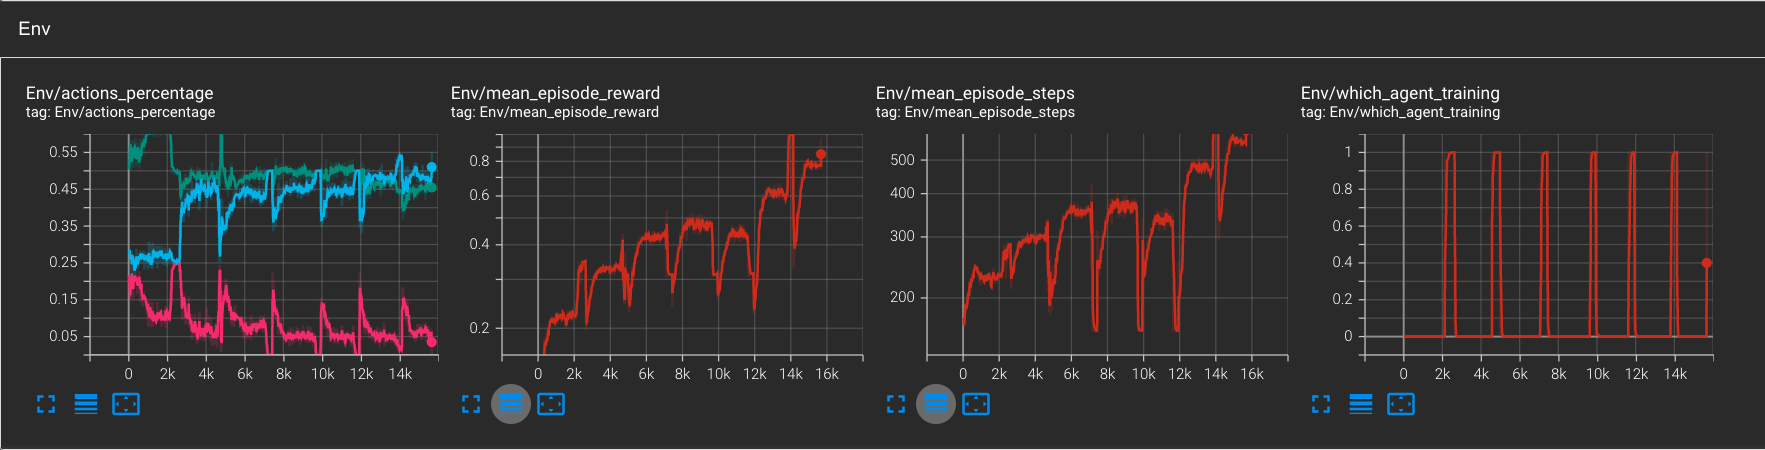 Env
Env/actions_percentage
tag: Env/actions_percentage
0.55
0.45
0.35
0.25
0.15
0.05
0 2k 4k 6k 8k 10k 12k 14k
Env/mean_episode_reward
tag: Env/mean_episode_reward
0.8
0.6
0.4
0.2
0 2k 4k 6k 8k 10k 12k 14k 16k
Env/mean_episode_steps
tag: Env/mean_episode_steps
500
400
300
200
0 2k 4k 6k 8k 10k 12k 14k 16k
Env/which_agent_training
tag: Env/which_agent_training
1
0.8
0.6
0.4
0.2
0
0 2k 4k 6k 8k 10k 12k 14k